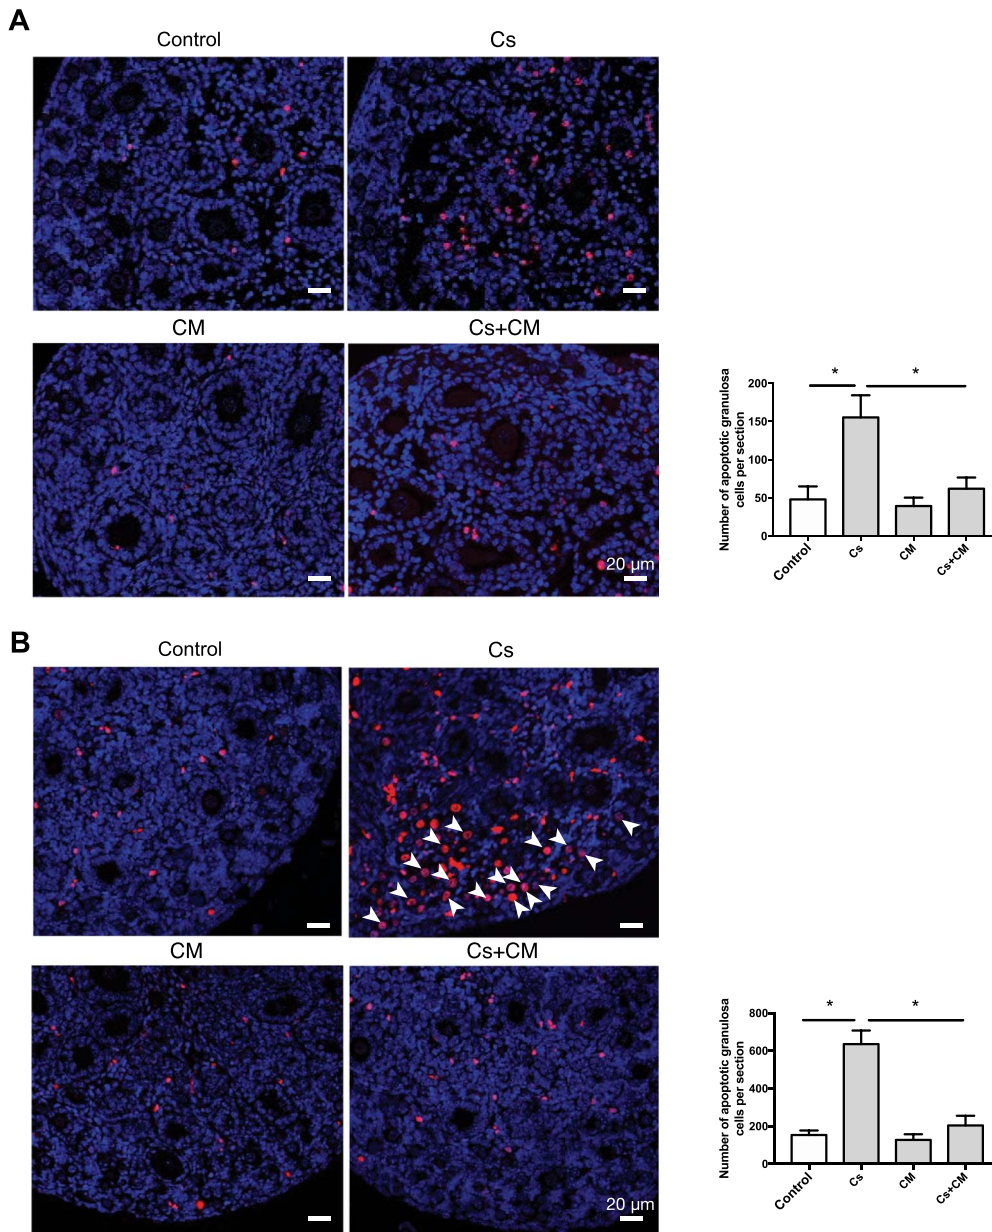 A
Control
Cs
CM
Cs+CM
20 µm
Number of apoptotic granulosa
cells per section
200
150
100
50
0
*
*
Control
Cs
CM
Cs+CM
B
Control
Cs
CM
Cs+CM
20 µm
Number of apoptotic granulosa
cells per section
800
600
400
200
0
*
*
Control
Cs
CM
Cs+CM